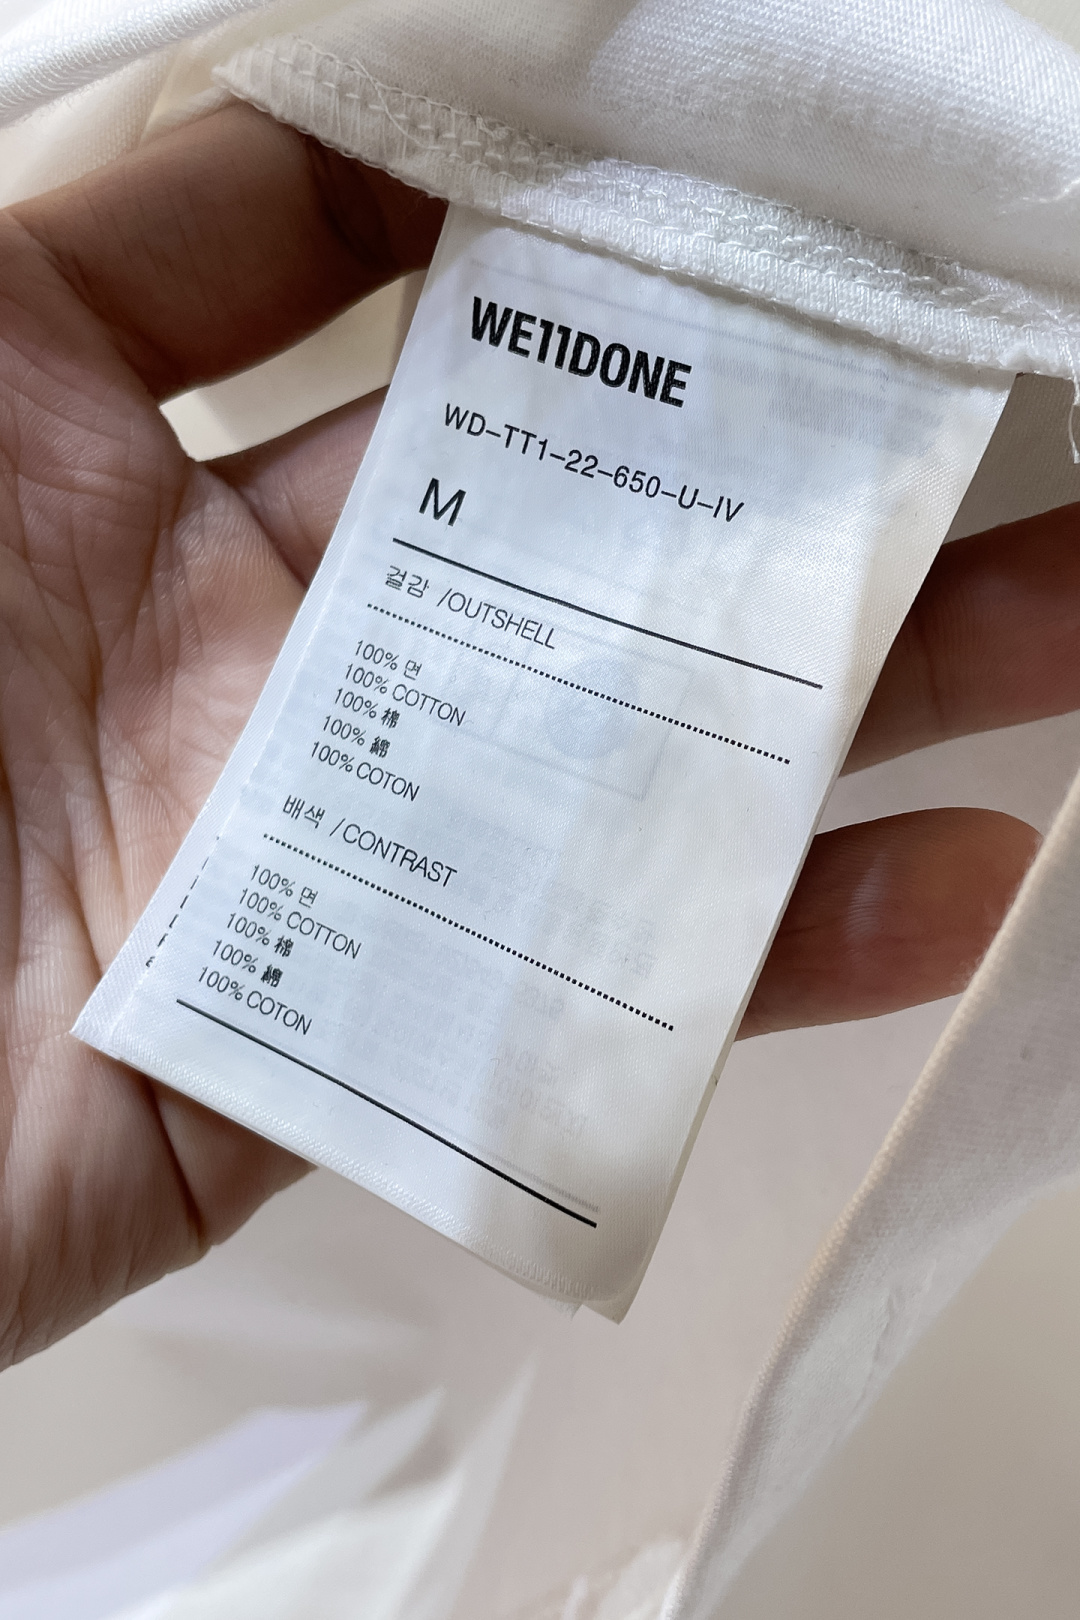 WE11DONE
WD-TT1-22-650-U-IV
M
겉감 /OUTSHELL
100% 면
100% COTTON
100% 棉
100% 綿
100% COTON
배색 /CONTRAST
100% 면
100% COTTON
100% 棉
100% 綿
100% COTON